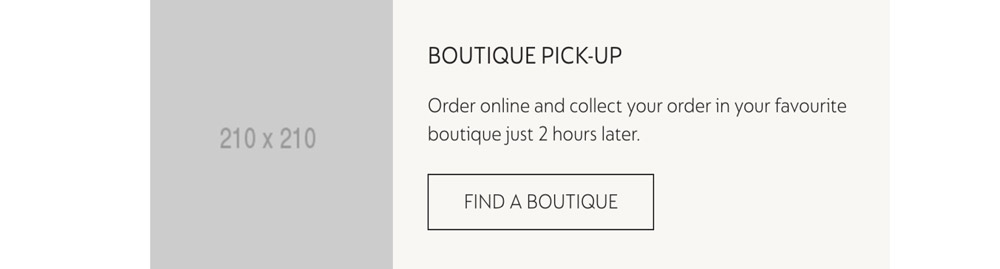 210 x 210
BOUTIQUE PICK-UP
Order online and collect your order in your favourite
boutique just 2 hours later.
FIND A BOUTIQUE